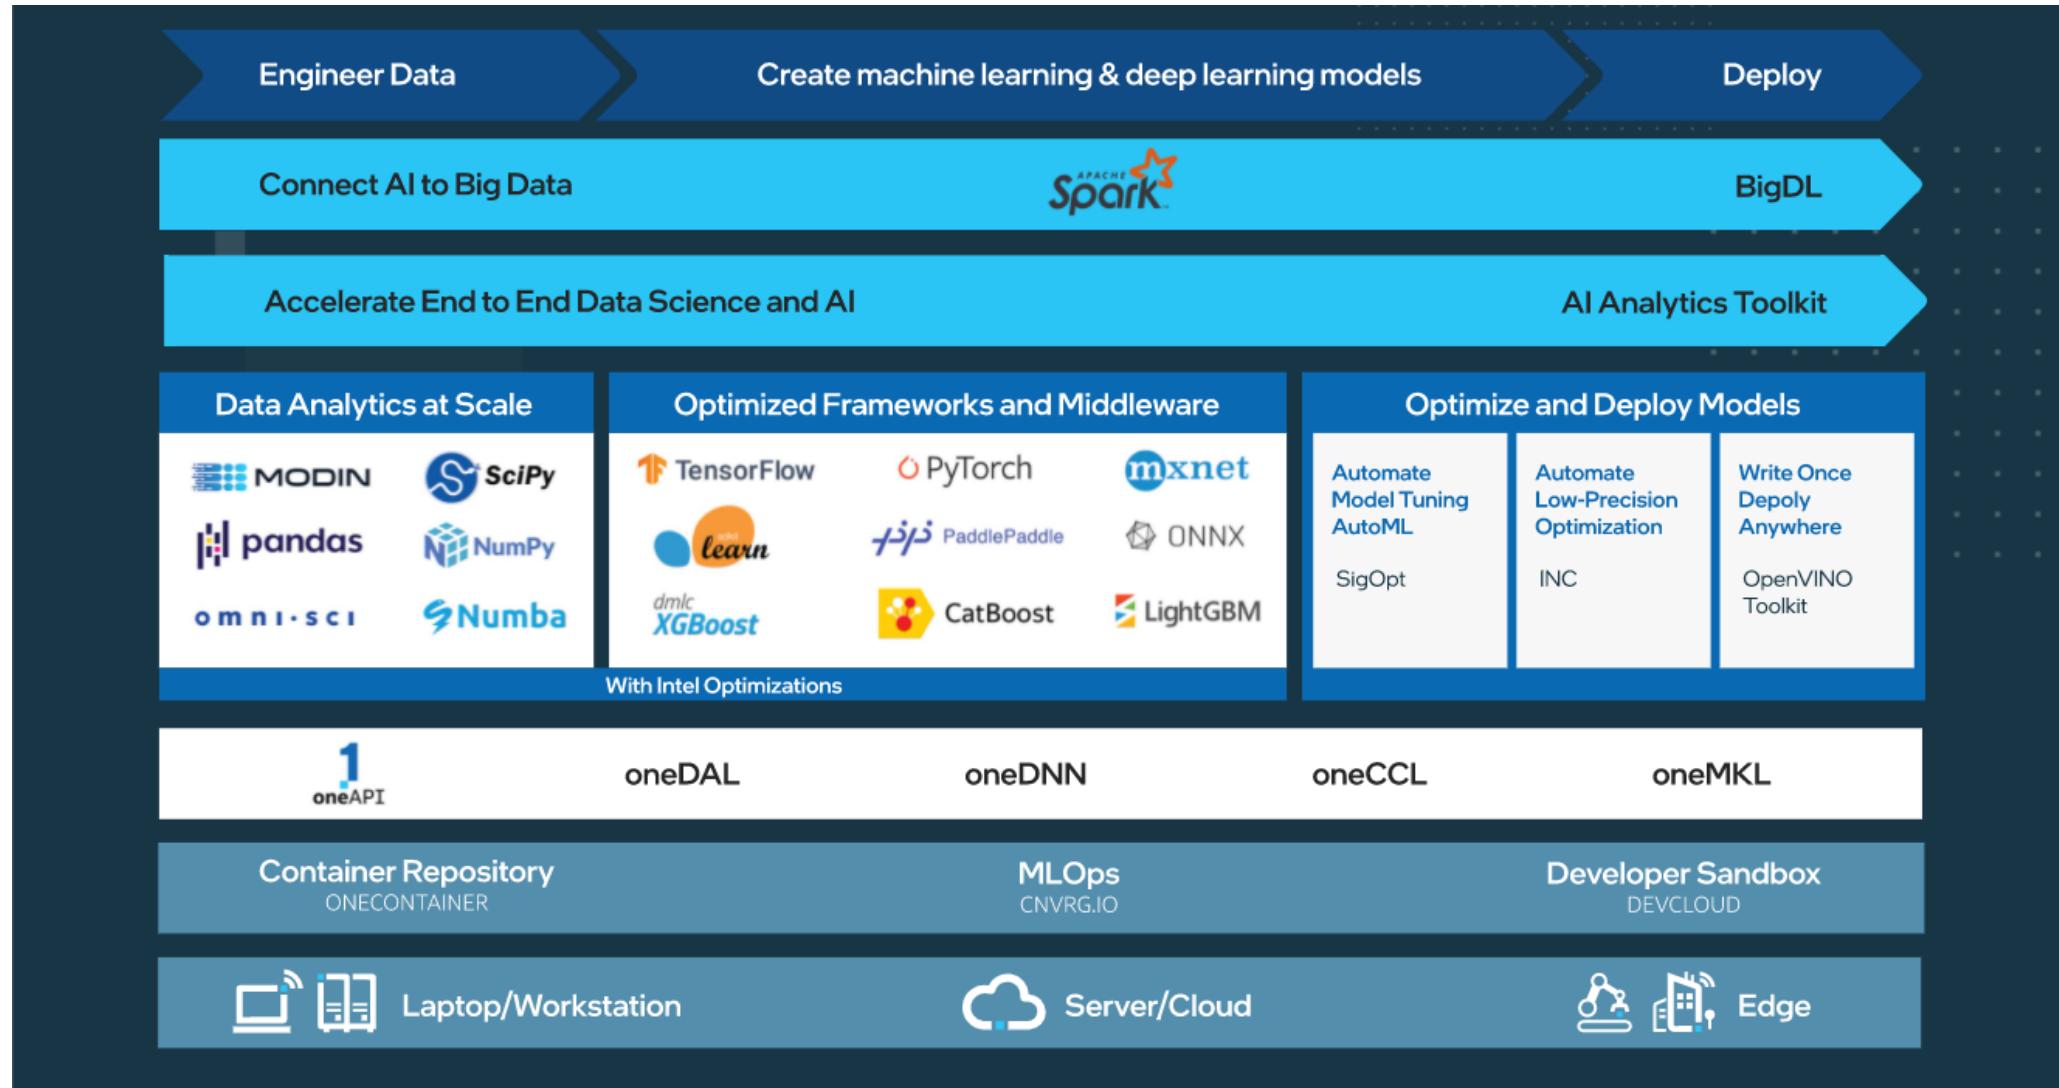 Engineer Data
Create machine learning & deep learning models
Deploy
Connect AI to Big Data
APACHE
Spark
BigDL
Accelerate End to End Data Science and AI
AI Analytics Toolkit
Data Analytics at Scale
MODIN
SciPy
pandas
NumPy
omni·sci
Numba
Optimized Frameworks and Middleware
TensorFlow
PyTorch
mxnet
scikit
learn
PaddlePaddle
ONNX
dmlc
XGBoost
CatBoost
LightGBM
With Intel Optimizations
Optimize and Deploy Models
Automate
Model Tuning
AutoML
SigOpt
Automate
Low-Precision
Optimization
INC
Write Once
Depoly
Anywhere
OpenVINO
Toolkit
1
oneAPI
oneDAL
oneDNN
oneCCL
oneMKL
Container Repository
ONECONTAINER
MLOps
CNVRG.IO
Developer Sandbox
DEVCLOUD
Laptop/Workstation
Server/Cloud
Edge